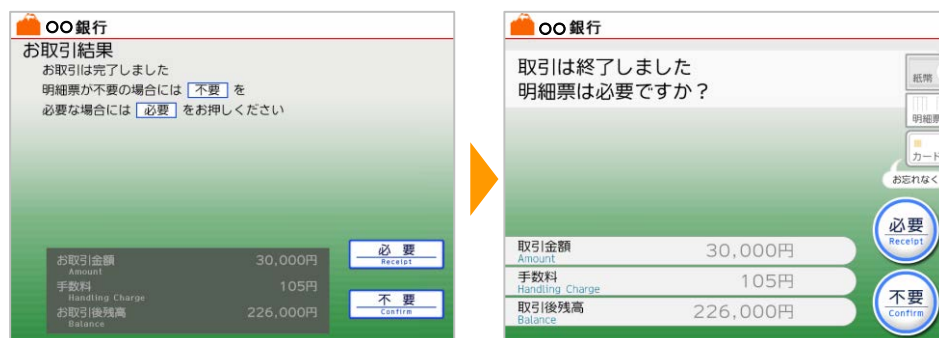 〇〇銀行
お取引結果
お取引は完了しました
明細票が不要の場合には 不要 を
必要な場合には 必要 をお押しください
お取引金額 30,000円
Amount
手数料 105円
Handling Charge
お取引後残高 226,000円
Balance
必 要
Receipt
不 要
Confirm
〇〇銀行
取引は終了しました
明細票は必要ですか？
紙幣
明細票
カード
お忘れなく
取引金額 30,000円
Amount
手数料 105円
Handling Charge
取引後残高 226,000円
Balance
必要
Receipt
不要
Confirm